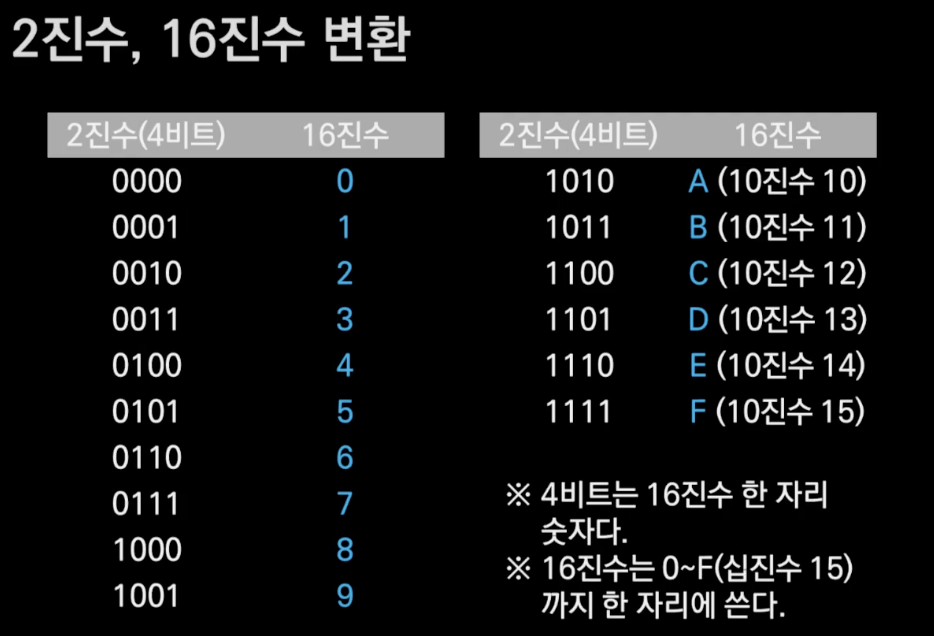 2진수, 16진수 변환
2진수(4비트) 16진수
0000 0
0001 1
0010 2
0011 3
0100 4
0101 5
0110 6
0111 7
1000 8
1001 9
2진수(4비트) 16진수
1010 A (10진수 10)
1011 B (10진수 11)
1100 C (10진수 12)
1101 D (10진수 13)
1110 E (10진수 14)
1111 F (10진수 15)
※ 4비트는 16진수 한 자리
숫자다.
※ 16진수는 0~F(십진수 15)
까지 한 자리에 쓴다.